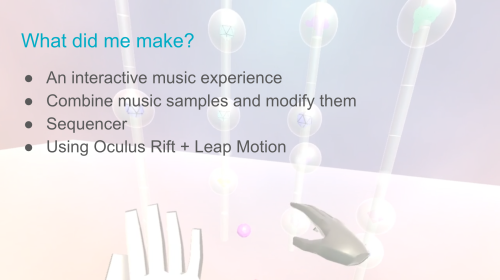 What did me make?
● An interactive music experience
● Combine music samples and modify them
● Sequencer
● Using Oculus Rift + Leap Motion